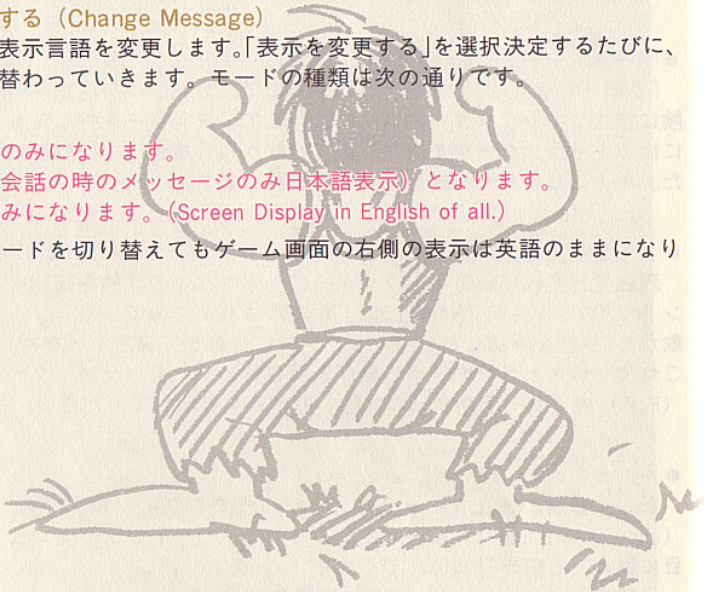 する (Change Message)
表示言語を変更します。「表示を変更する」を選択決定するたびに、
替わっていきます。モードの種類は次の通りです。
のみになります。
会話の時のメッセージのみ日本語表示) となります。
みになります。(Screen Display in English of all.)
ードを切り替えてもゲーム画面の右側の表示は英語のままになり